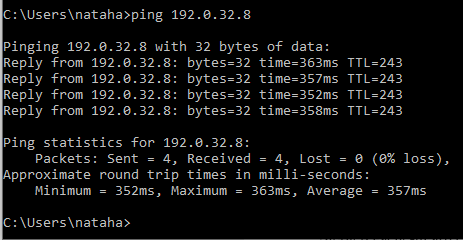 C:\Users\nataha>ping 192.0.32.8
Pinging 192.0.32.8 with 32 bytes of data:
Reply from 192.0.32.8: bytes=32 time=363ms TTL=243
Reply from 192.0.32.8: bytes=32 time=357ms TTL=243
Reply from 192.0.32.8: bytes=32 time=352ms TTL=243
Reply from 192.0.32.8: bytes=32 time=358ms TTL=243
Ping statistics for 192.0.32.8:
    Packets: Sent = 4, Received = 4, Lost = 0 (0% loss),
Approximate round trip times in milli-seconds:
    Minimum = 352ms, Maximum = 363ms, Average = 357ms
C:\Users\nataha>